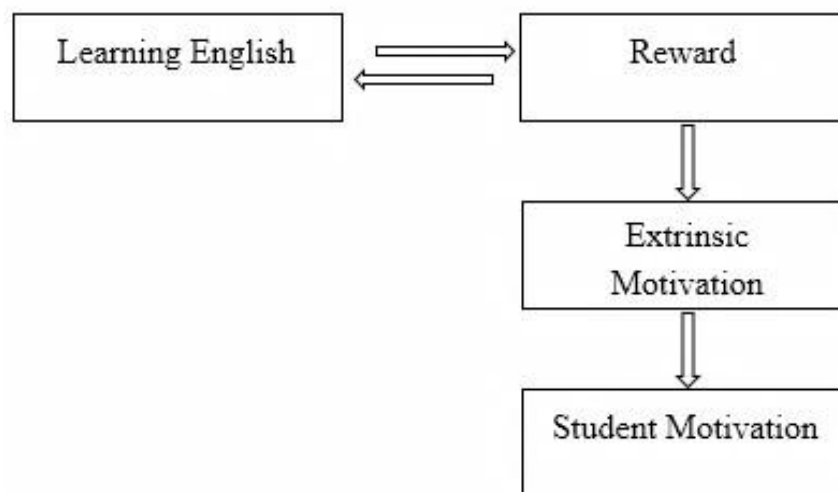 Learning English
Reward
Extrinsic
Motivation
Student Motivation